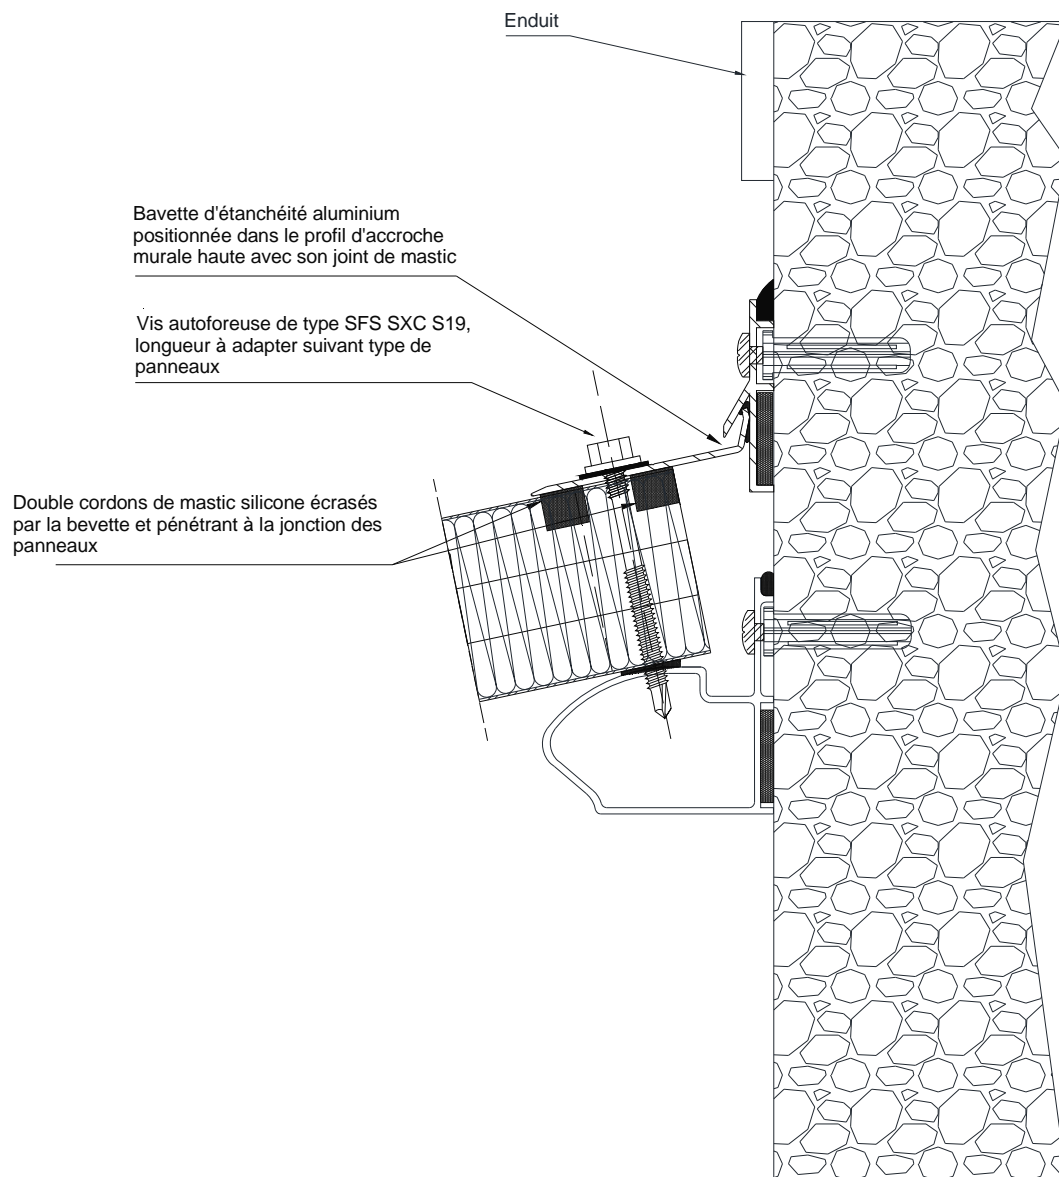 Enduit
Bavette d'étanchéité aluminium
positionnée dans le profil d'accroche
murale haute avec son joint de mastic
Vis autoforeuse de type SFS SXC S19,
longueur à adapter suivant type de
panneaux
Double cordons de mastic silicone écrasés
par la bevette et pénétrant à la jonction des
panneaux